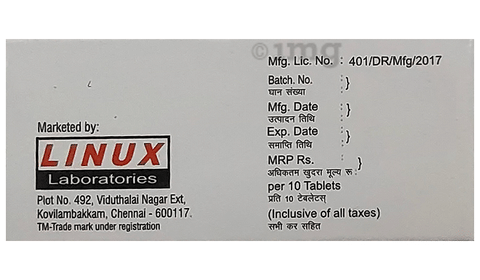 ©1mg
Mfg. Lic. No. : 401/DR/Mfg/2017
Batch. No. : }
घान संख्या
Mfg. Date : }
उत्पादन तिथि
Exp. Date : }
समाप्ति तिथि
MRP Rs. : }
अधिकतम खुदरा मूल्य रू :
per 10 Tablets
प्रति 10 टेबलेटस्
(Inclusive of all taxes)
सभी कर सहित
Marketed by:
LINUX
Laboratories
Plot No. 492, Viduthalai Nagar Ext,
Kovilambakkam, Chennai - 600117.
TM-Trade mark under registration